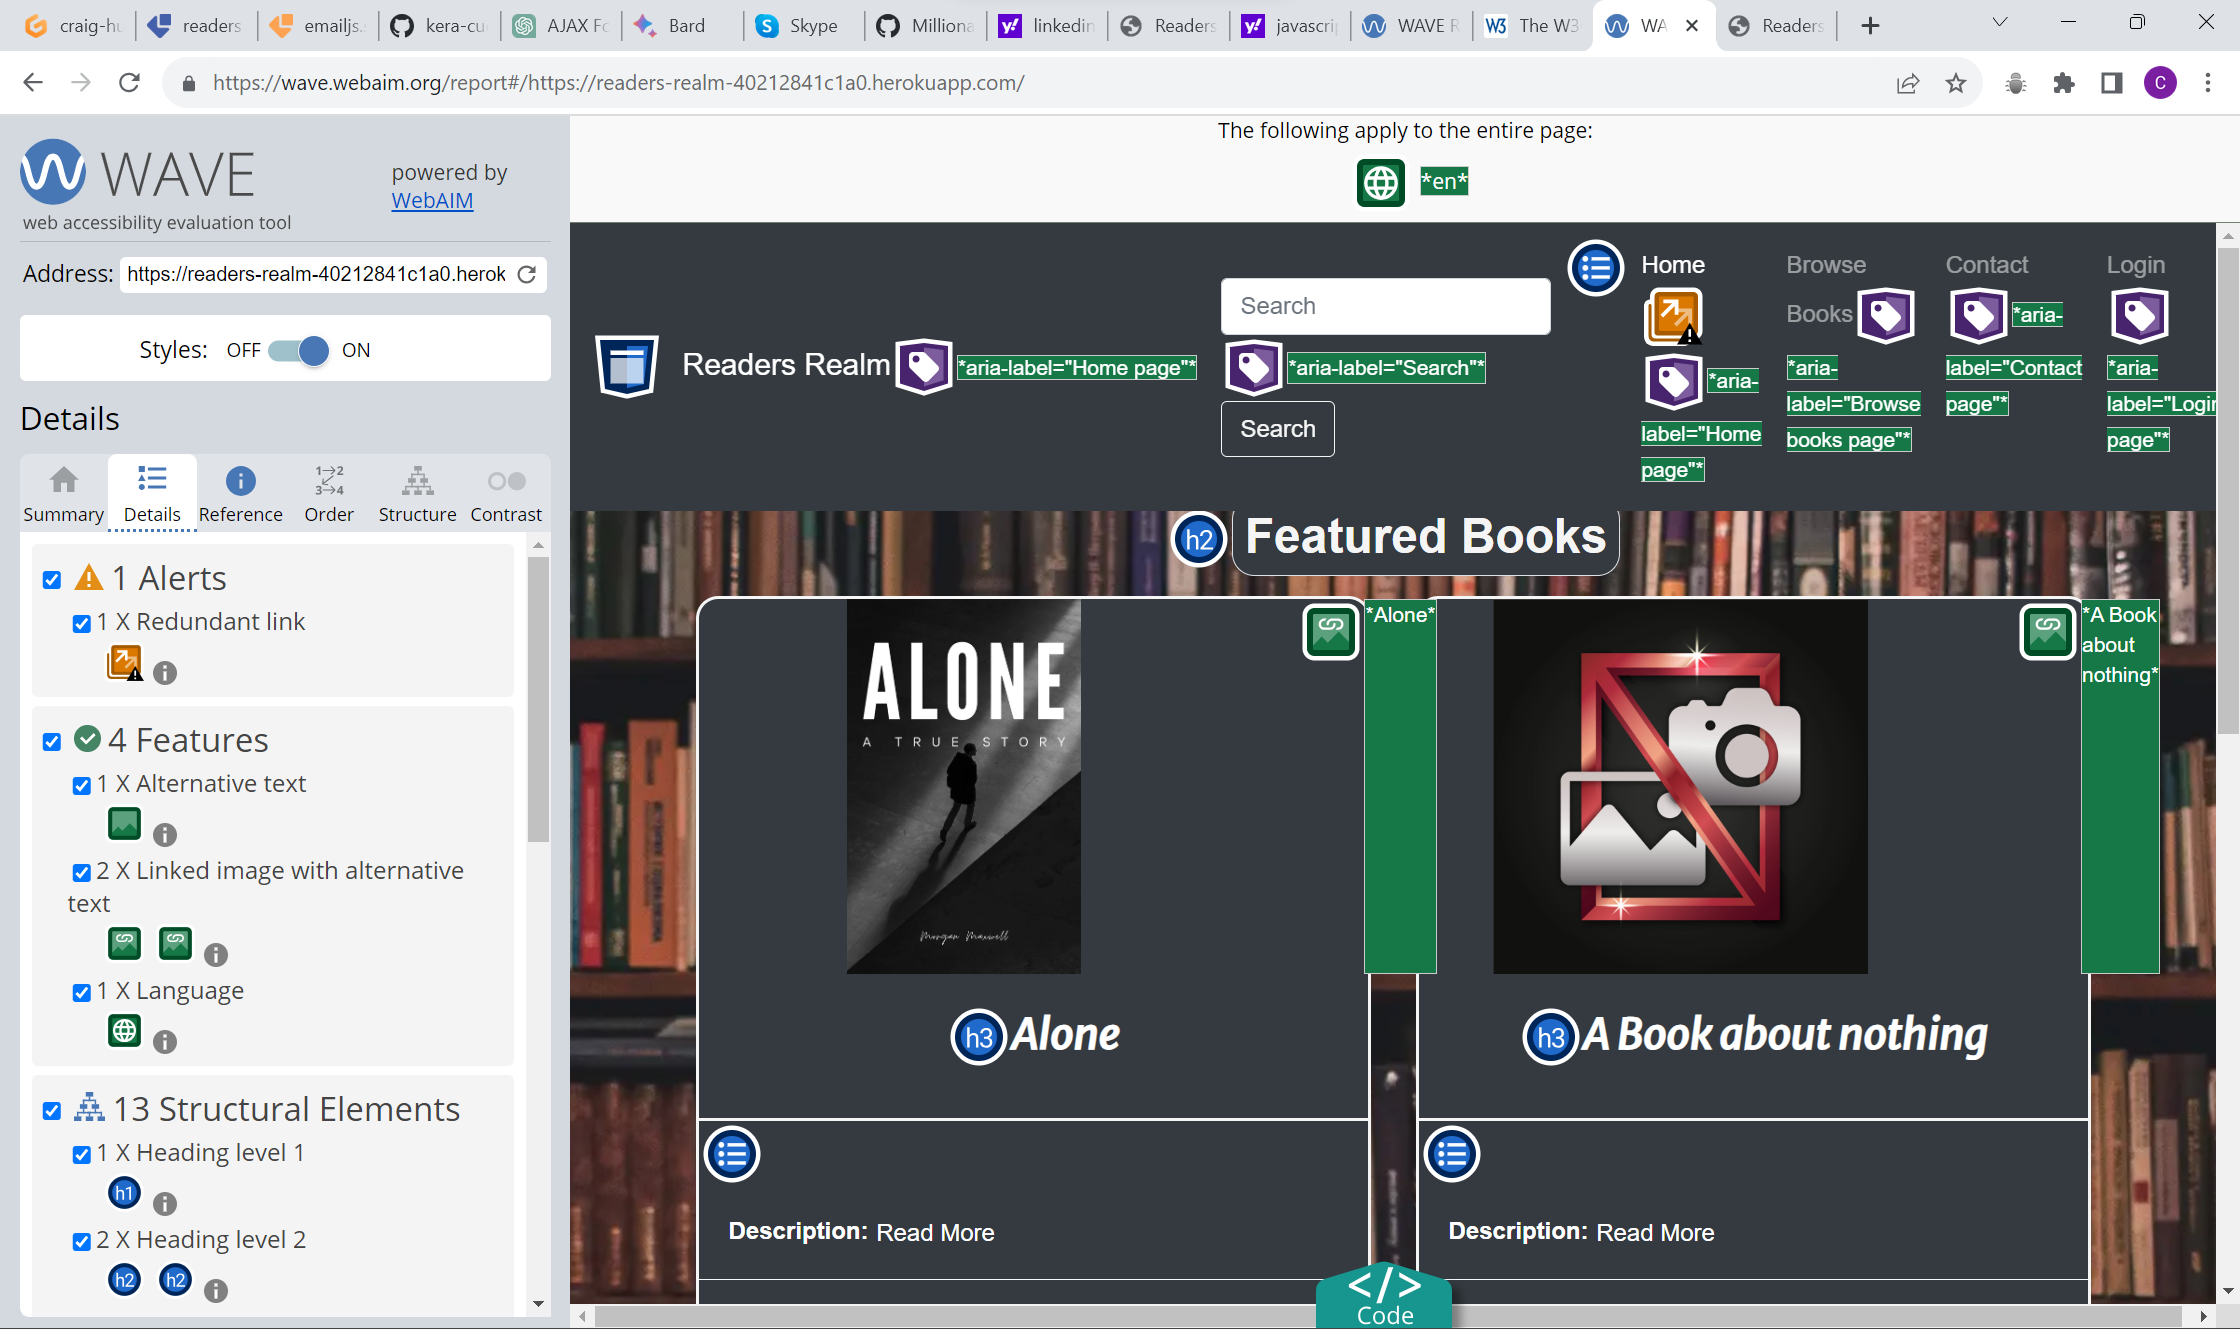 craig-hu
readers
emailjs.
kera-cu
AJAX Fo
Bard
Skype
Milliona
linkedin
Readers
javascri
WAVE R
The W3
WA
Readers
https://wave.webaim.org/report#/https://readers-realm-40212841c1a0.herokuapp.com/
C
WAVE
web accessibility evaluation tool
powered by
WebAIM
Address: https://readers-realm-40212841c1a0.herok
Styles: OFF ON
Details
Summary Details Reference Order Structure Contrast
1 Alerts
1 X Redundant link
4 Features
1 X Alternative text
2 X Linked image with alternative
text
1 X Language
13 Structural Elements
1 X Heading level 1
h1
2 X Heading level 2
h2 h2
The following apply to the entire page:
*en*
Readers Realm *aria-label="Home page"*
Search
*aria-label="Search"*
Search
Home
*aria-
label="Home
page"*
Browse
Books
*aria-
label="Browse
books page"*
Contact
*aria-
label="Contact
page"*
Login
*aria-
label="Login
page"*
h2 Featured Books
ALONE
A TRUE STORY
Morgan Maxwell
*Alone*
h3 Alone
Description: Read More
*A Book
about
nothing*
h3 A Book about nothing
Description: Read More
</>
Code